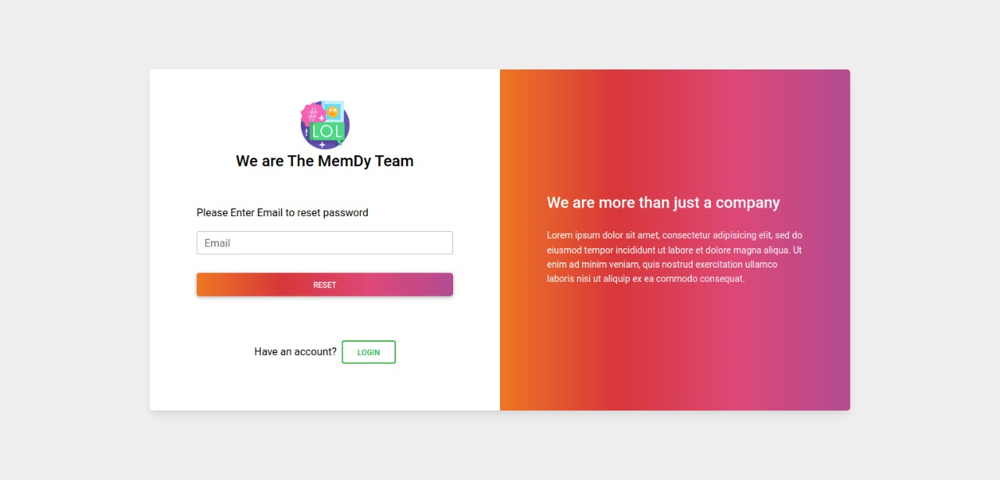 #
!
LOL
We are The MemDy Team
Please Enter Email to reset password
Email
RESET
Have an account?
LOGIN
We are more than just a company
Lorem ipsum dolor sit amet, consectetur adipisicing elit, sed do
eiusmod tempor incididunt ut labore et dolore magna aliqua. Ut
enim ad minim veniam, quis nostrud exercitation ullamco
laboris nisi ut aliquip ex ea commodo consequat.